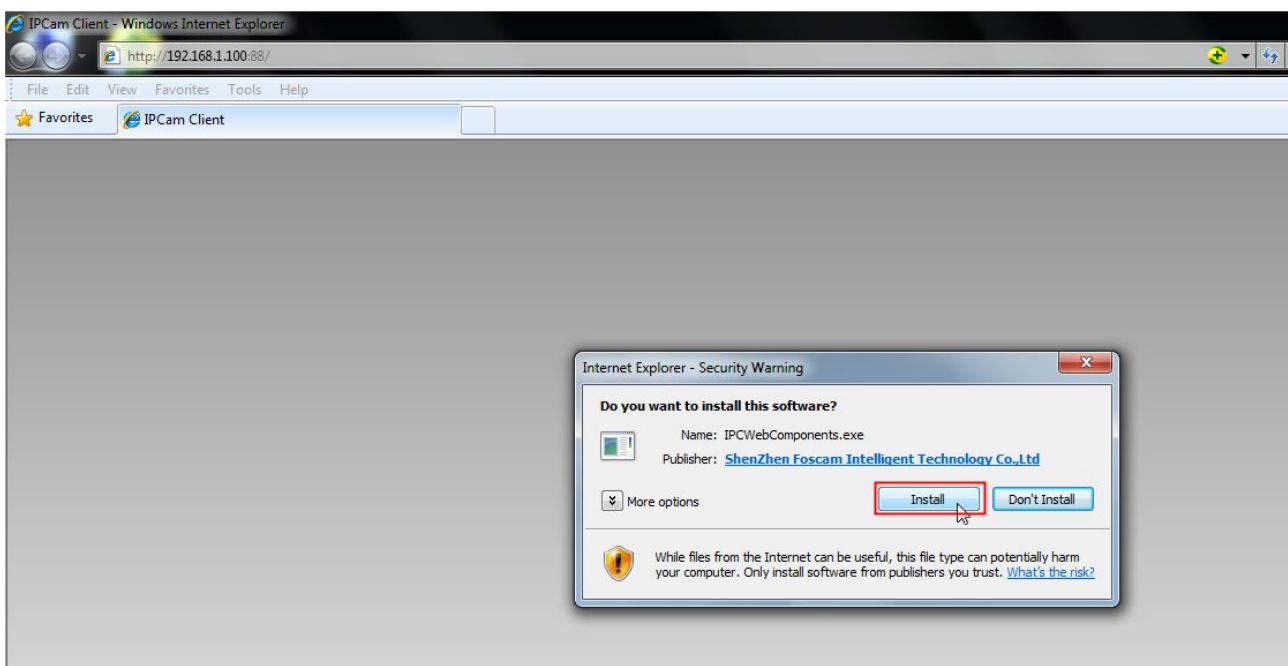 IPCam Client - Windows Internet Explorer
http://192.168.1.100:88/
File Edit View Favorites Tools Help
Favorites IPCam Client
Internet Explorer - Security Warning
Do you want to install this software?
Name: IPCWebComponents.exe
Publisher: ShenZhen Foscam Intelligent Technology Co.,Ltd
More options Install Don't Install
While files from the Internet can be useful, this file type can potentially harm
your computer. Only install software from publishers you trust. What's the risk?